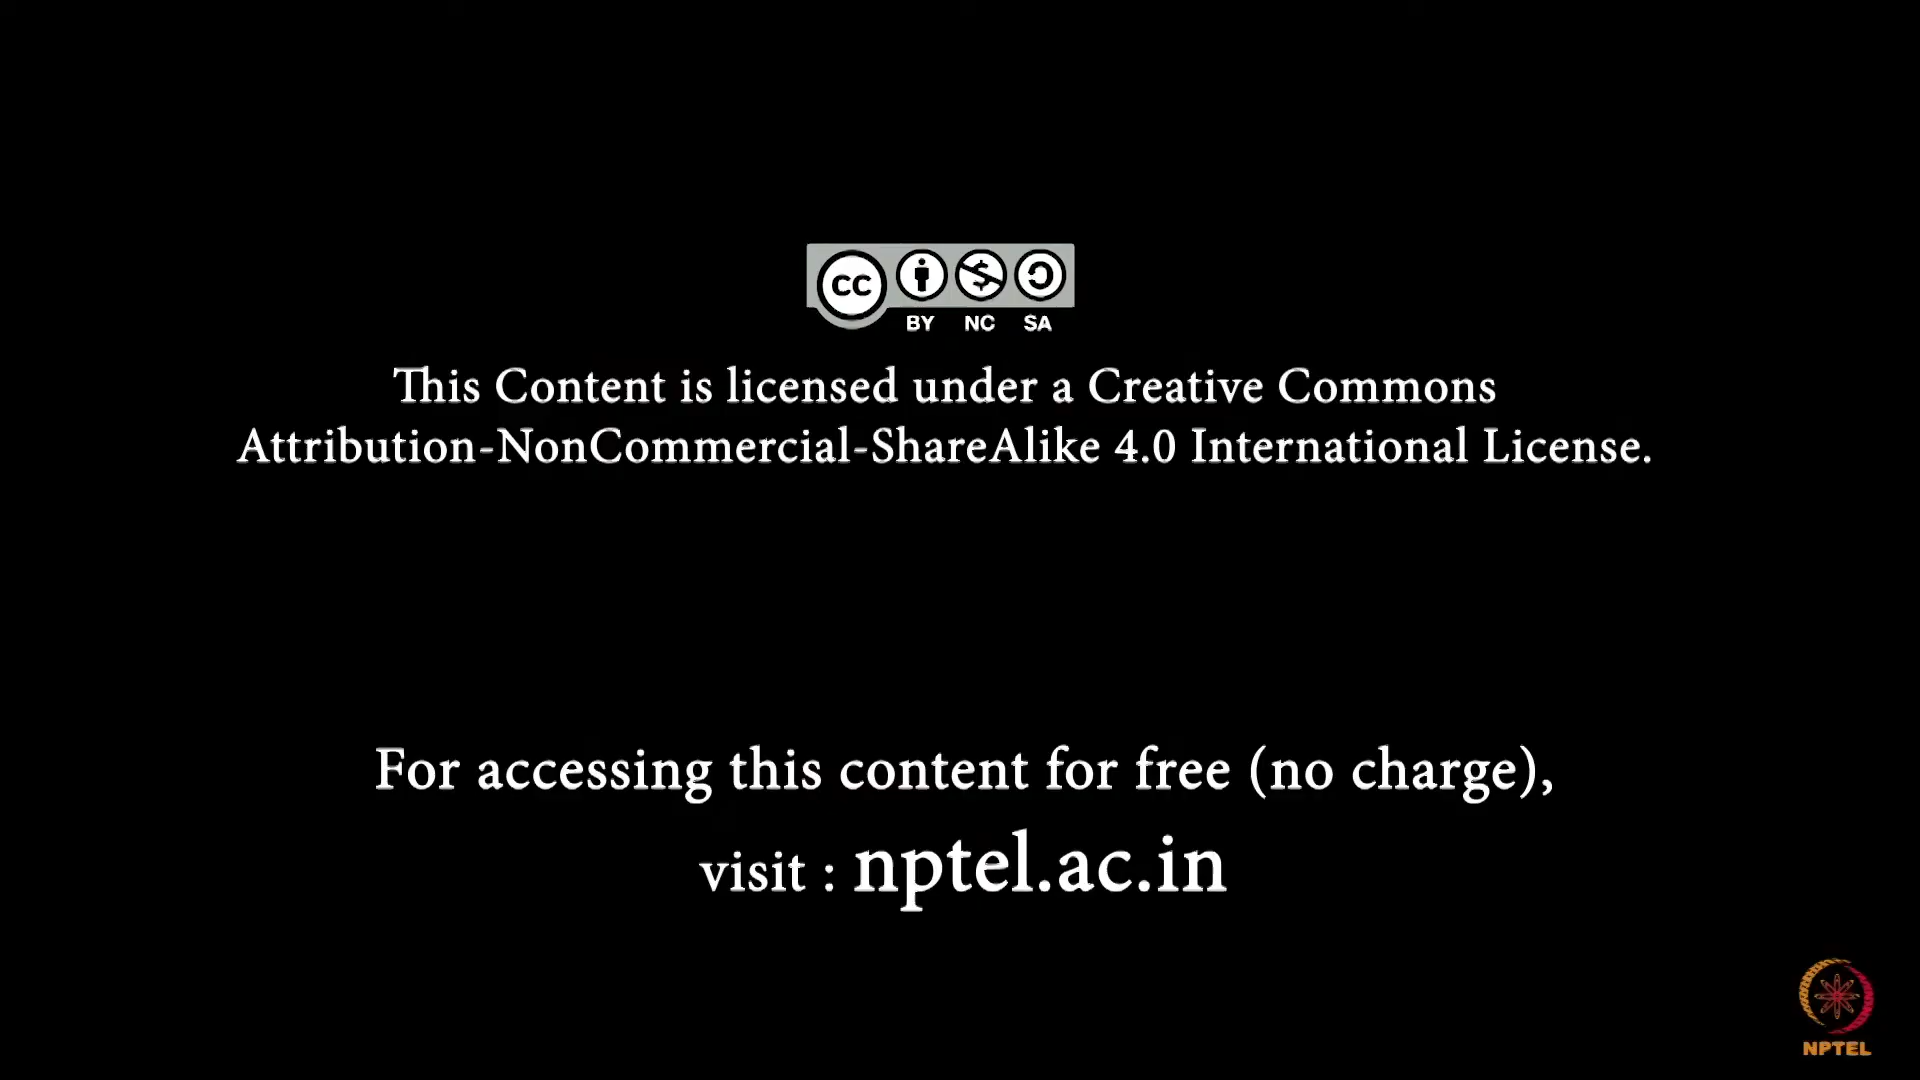 cc
BY NC SA
This Content is licensed under a Creative Commons
Attribution-NonCommercial-ShareAlike 4.0 International License.
For accessing this content for free (no charge),
visit : nptel.ac.in
NPTEL